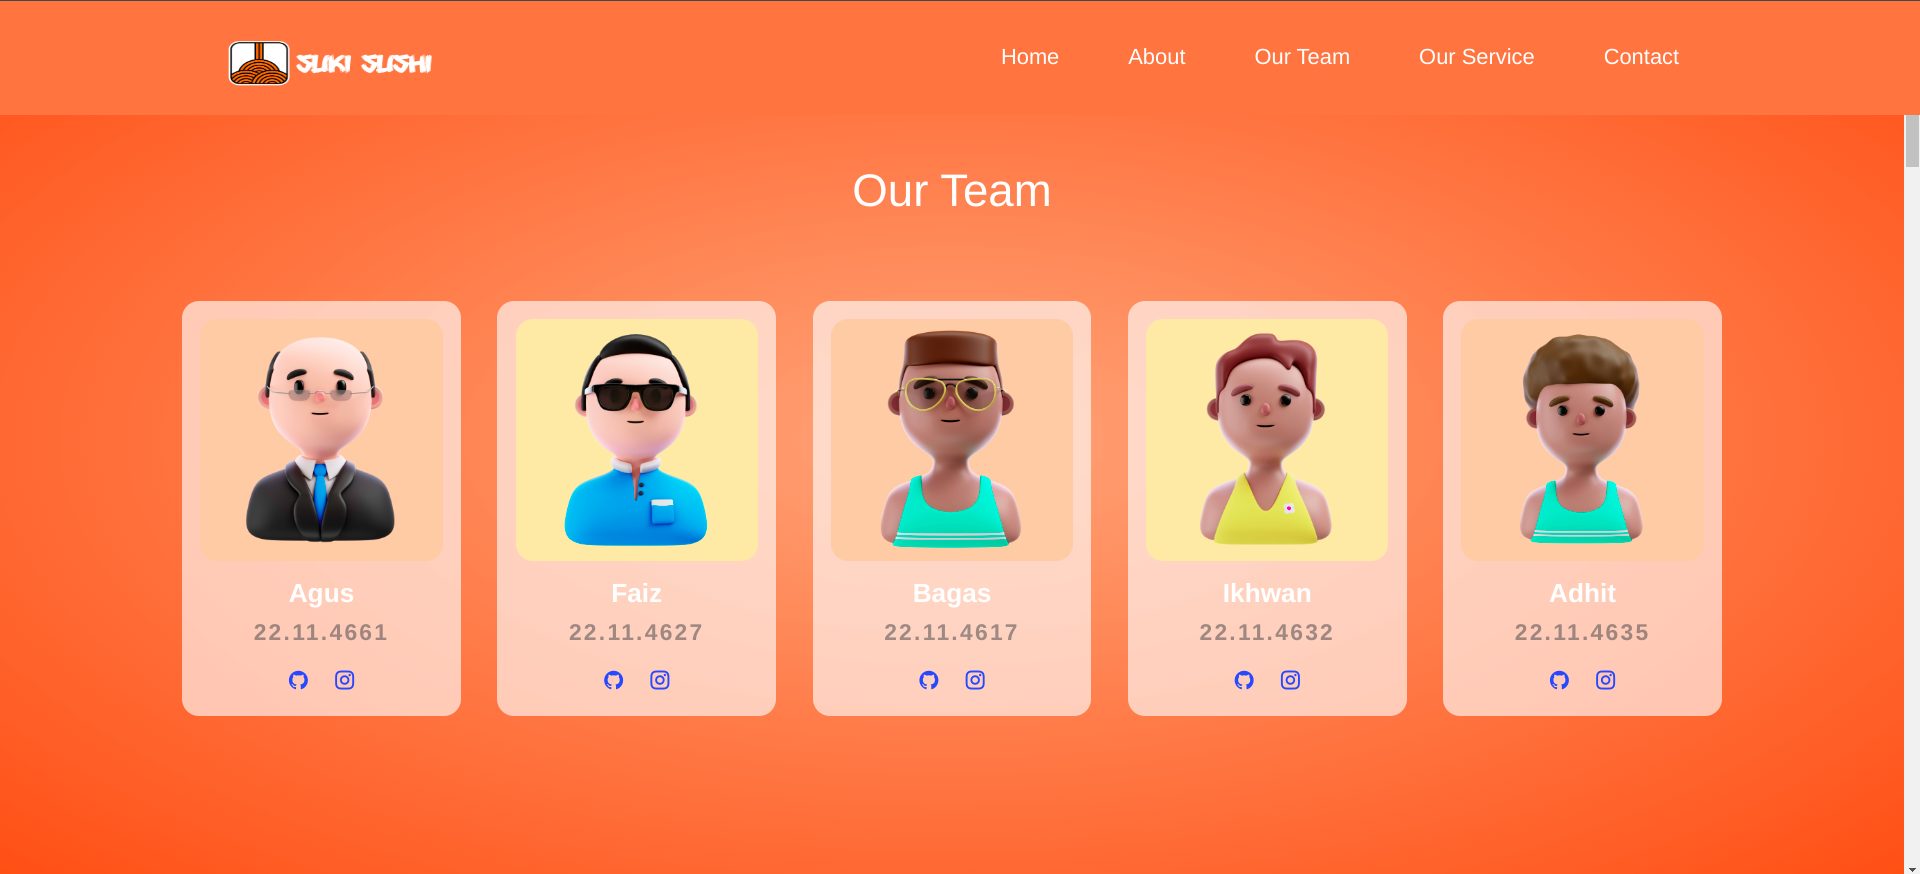 SUKI SUSHI
Home About Our Team Our Service Contact
Our Team
Agus
22.11.4661
Faiz
22.11.4627
Bagas
22.11.4617
Ikhwan
22.11.4632
Adhit
22.11.4635